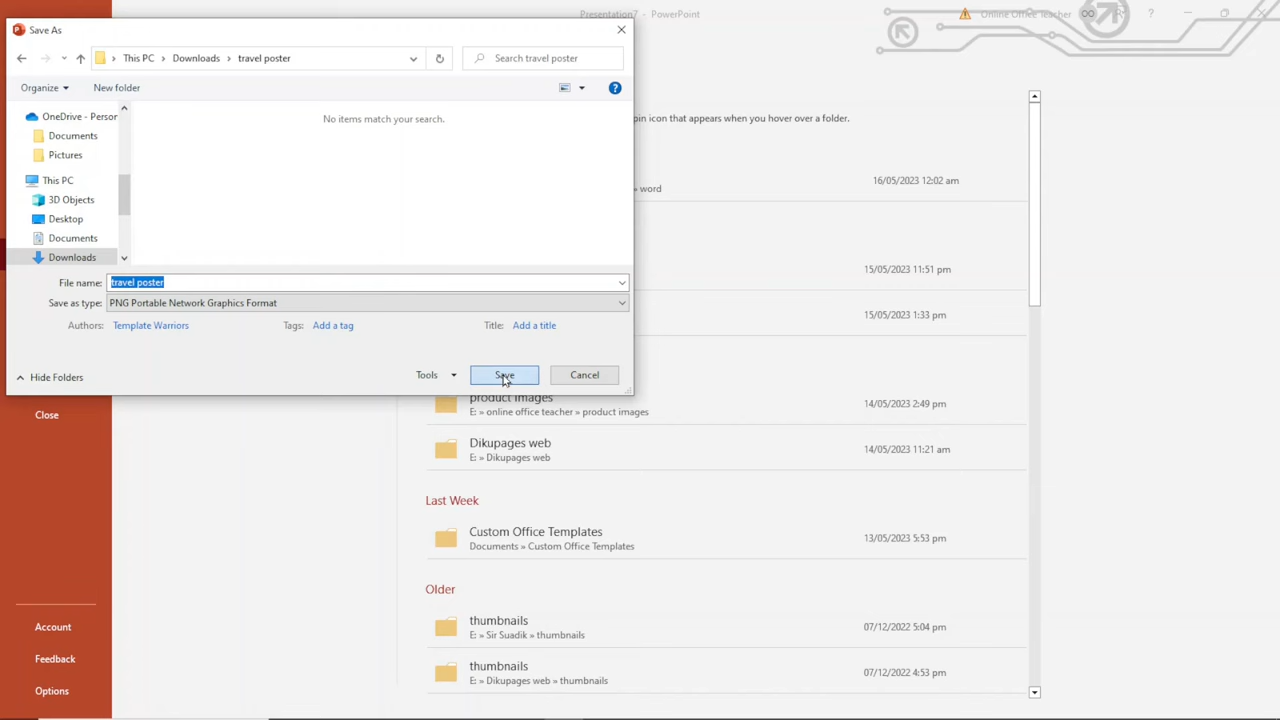 Presentation7 - PowerPoint
Online Office Teacher
OO
?
Save As
This PC > Downloads > travel poster
Search travel poster
Organize
New folder
?
No items match your search.
OneDrive - Person
Documents
Pictures
This PC
3D Objects
Desktop
Documents
Downloads
File name: travel poster
Save as type: PNG Portable Network Graphics Format
Authors: Template Warriors
Tags: Add a tag
Title: Add a title
Hide Folders
Tools
Save
Cancel
pin icon that appears when you hover over a folder.
» word
16/05/2023 12:02 am
15/05/2023 11:51 pm
15/05/2023 1:33 pm
product images
E: » online office teacher » product images
14/05/2023 2:49 pm
Dikupages web
E: » Dikupages web
14/05/2023 11:21 am
Last Week
Custom Office Templates
Documents » Custom Office Templates
13/05/2023 5:53 pm
Older
thumbnails
E: » Sir Suadik » thumbnails
07/12/2022 5:04 pm
thumbnails
E: » Dikupages web » thumbnails
07/12/2022 4:53 pm
Close
Account
Feedback
Options